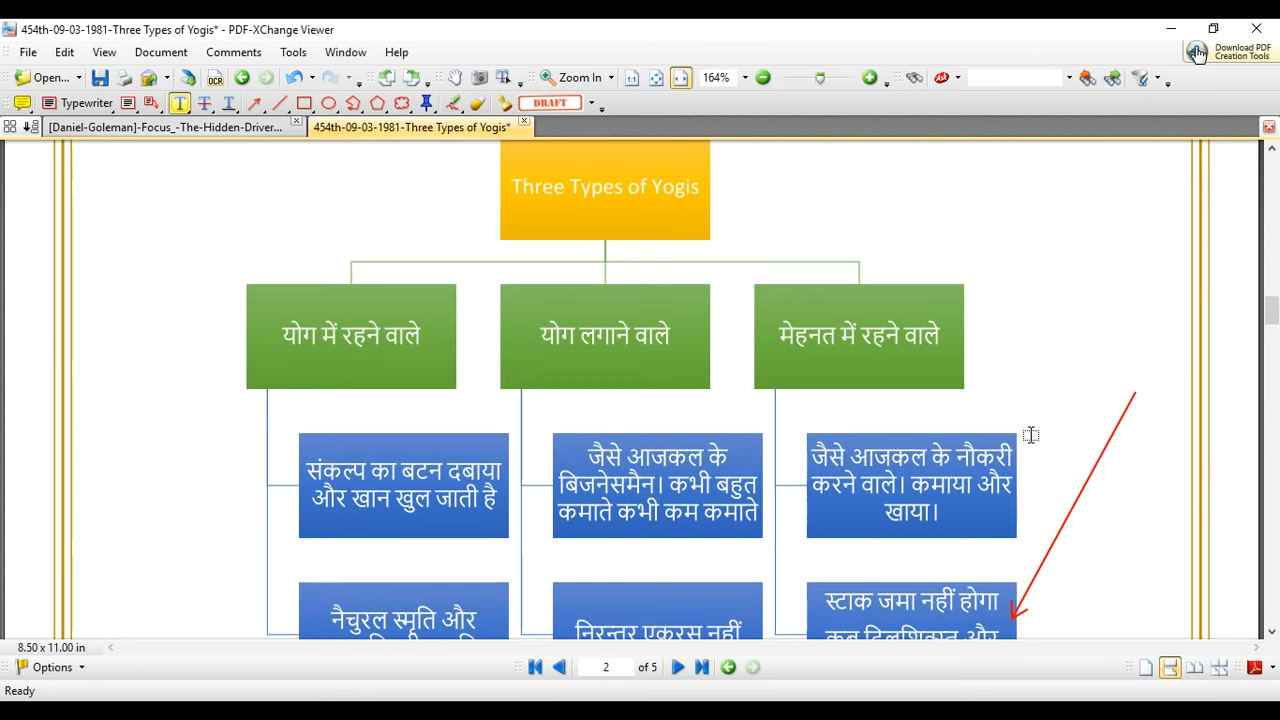 454th-09-03-1981-Three Types of Yogis* - PDF-XChange Viewer
File Edit View Document Comments Tools Window Help
Download PDF
Creation Tools
Open... OCR Zoom In 164%
Typewriter DRAFT
[Daniel-Goleman]-Focus_-The-Hidden-Driver... 454th-09-03-1981-Three Types of Yogis*
Three Types of Yogis
योग में रहने वाले
योग लगाने वाले
मेहनत में रहने वाले
संकल्प का बटन दबाया
और खान खुल जाती है
जैसे आजकल के
बिजनेसमैन। कभी बहुत
कमाते कभी कम कमाते
जैसे आजकल के नौकरी
करने वाले। कमाया और
खाया।
नैचुरल स्मृति और
निरन्तर एकरस नहीं
स्टाक जमा नहीं होगा
8.50 x 11.00 in
Options 2 of 5
Ready